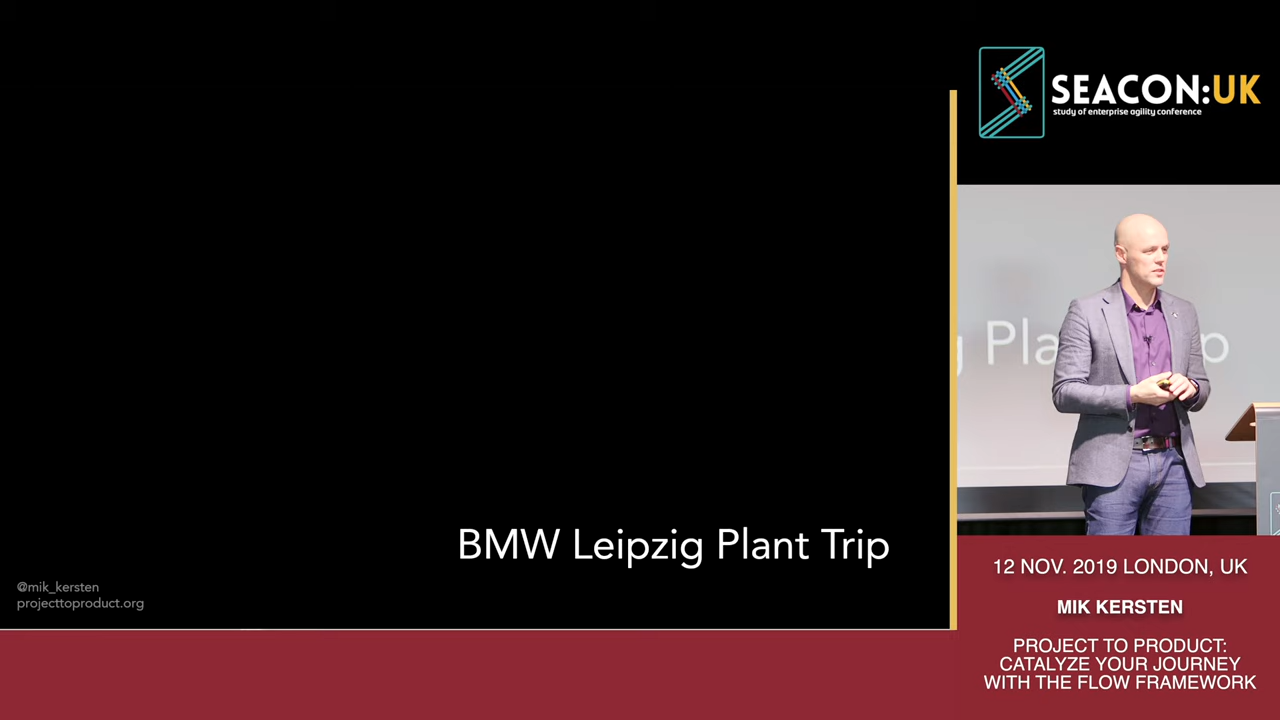 SEACON:UK
study of enterprise agility conference
BMW Leipzig Plant Trip
@mik_kersten
projecttoproduct.org
12 NOV. 2019 LONDON, UK
MIK KERSTEN
PROJECT TO PRODUCT:
CATALYZE YOUR JOURNEY
WITH THE FLOW FRAMEWORK